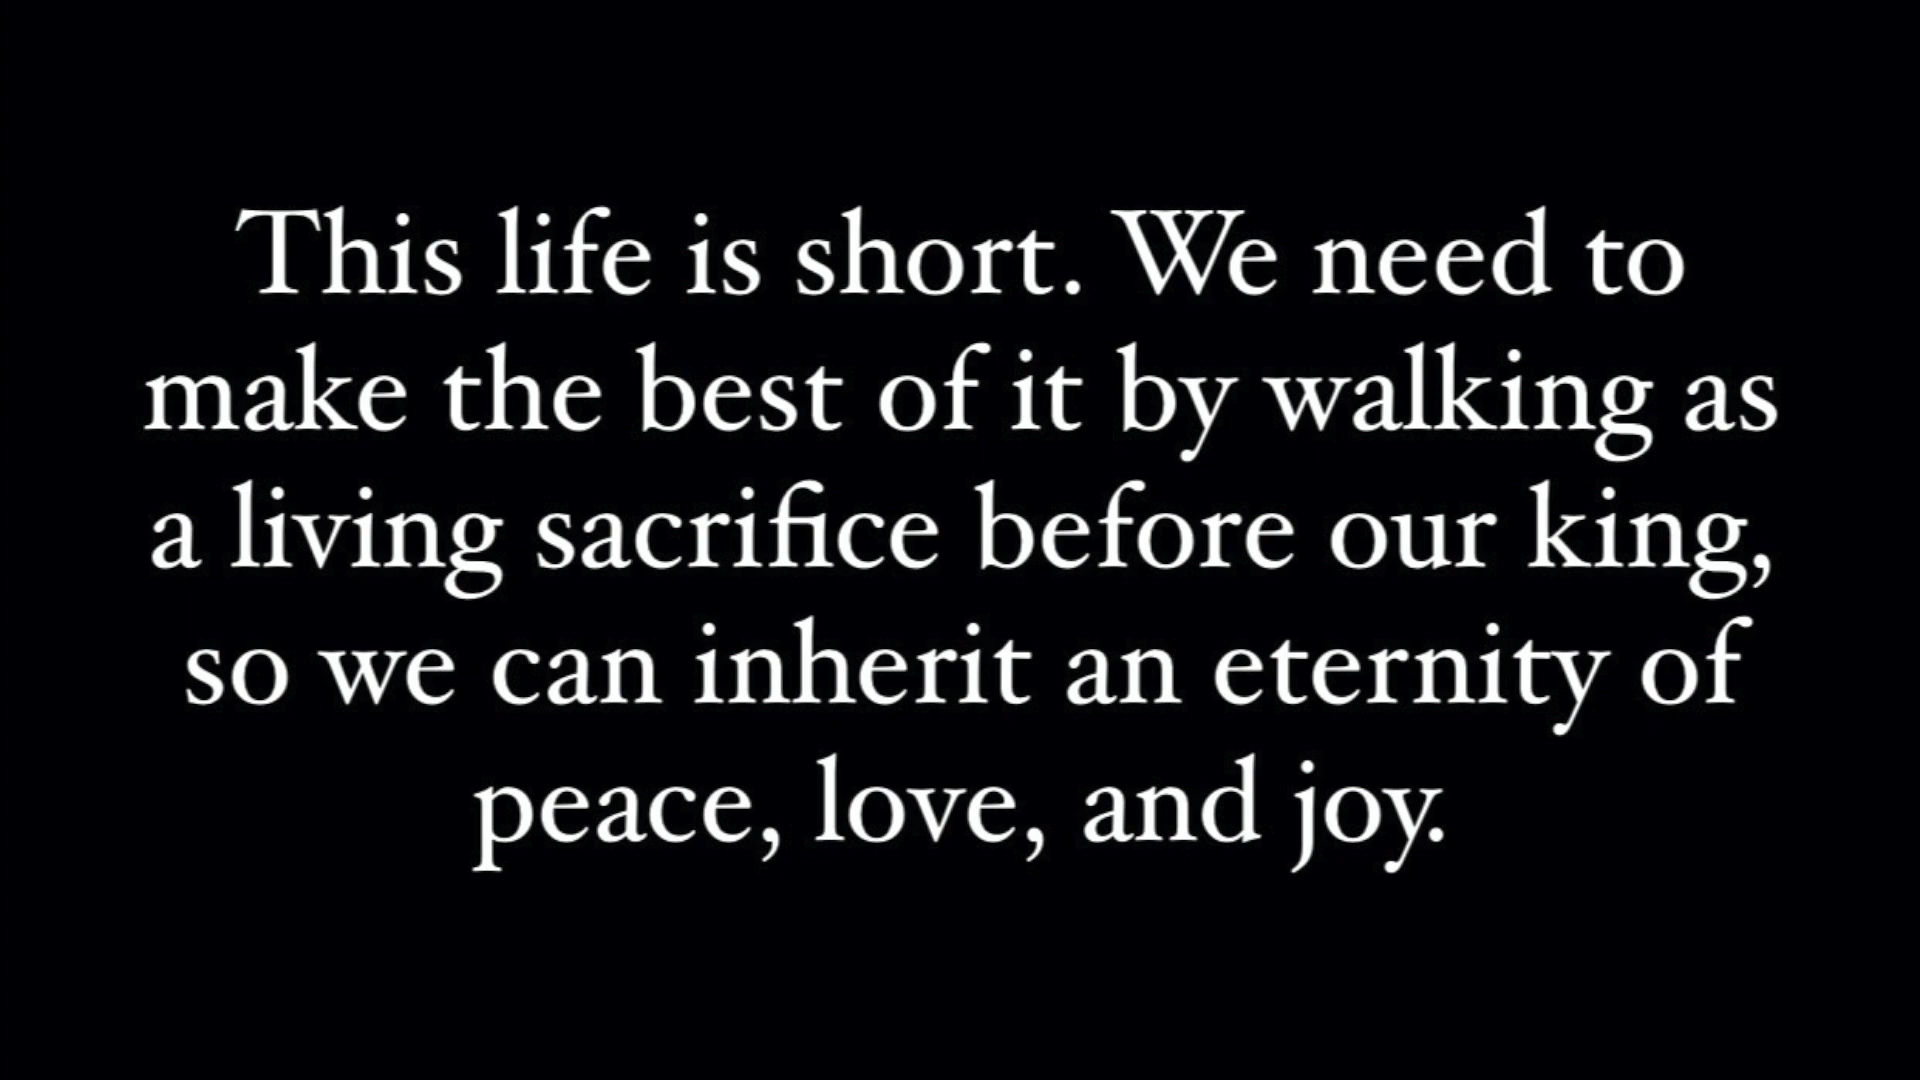 This life is short. We need to
make the best of it by walking as
a living sacrifice before our king,
so we can inherit an eternity of
peace, love, and joy.